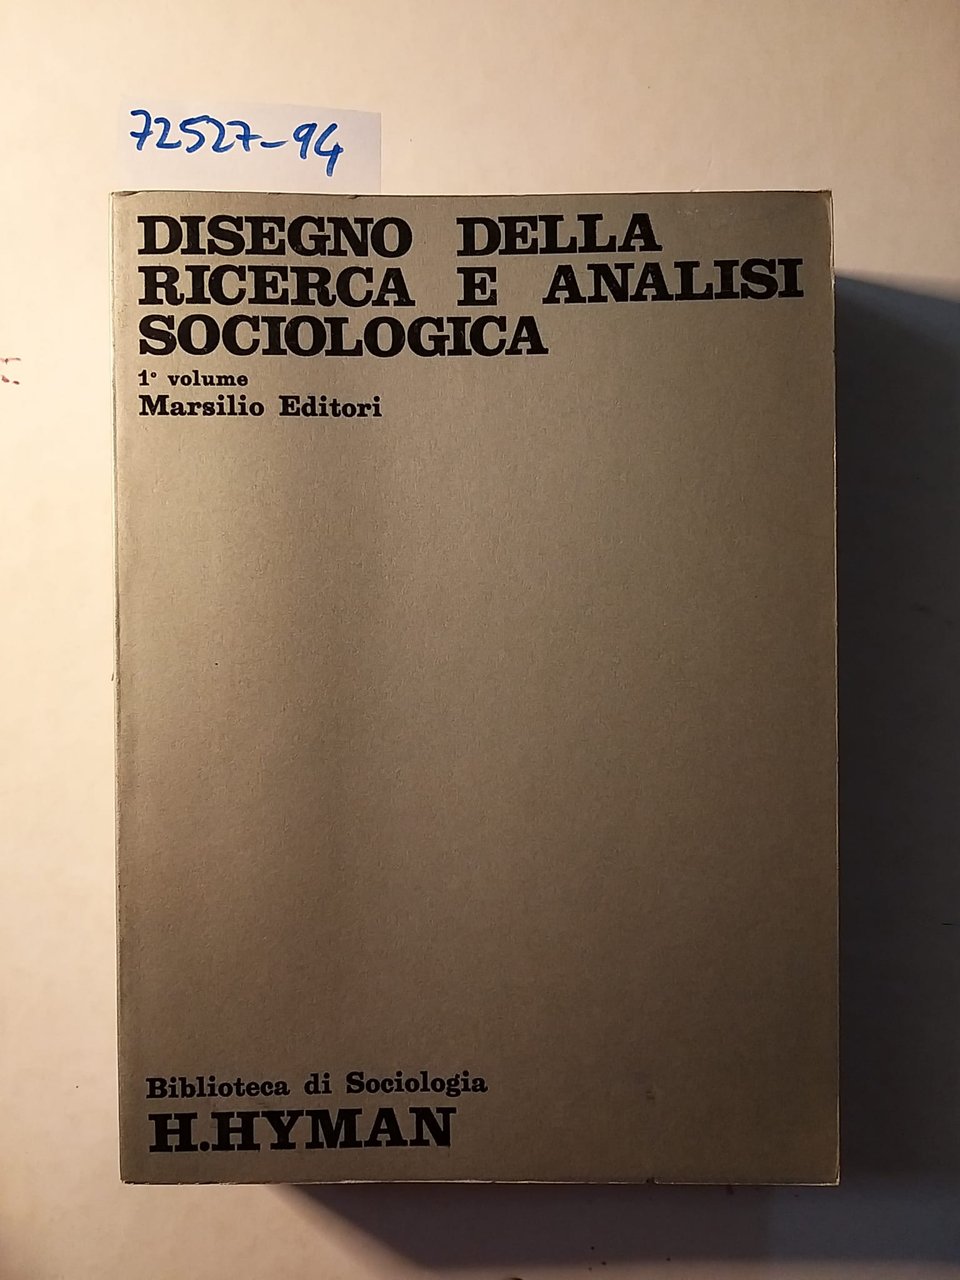 72527-94
DISEGNO DELLA
RICERCA E ANALISI
SOCIOLOGICA
1° volume
Marsilio Editori
Biblioteca di Sociologia
H.HYMAN